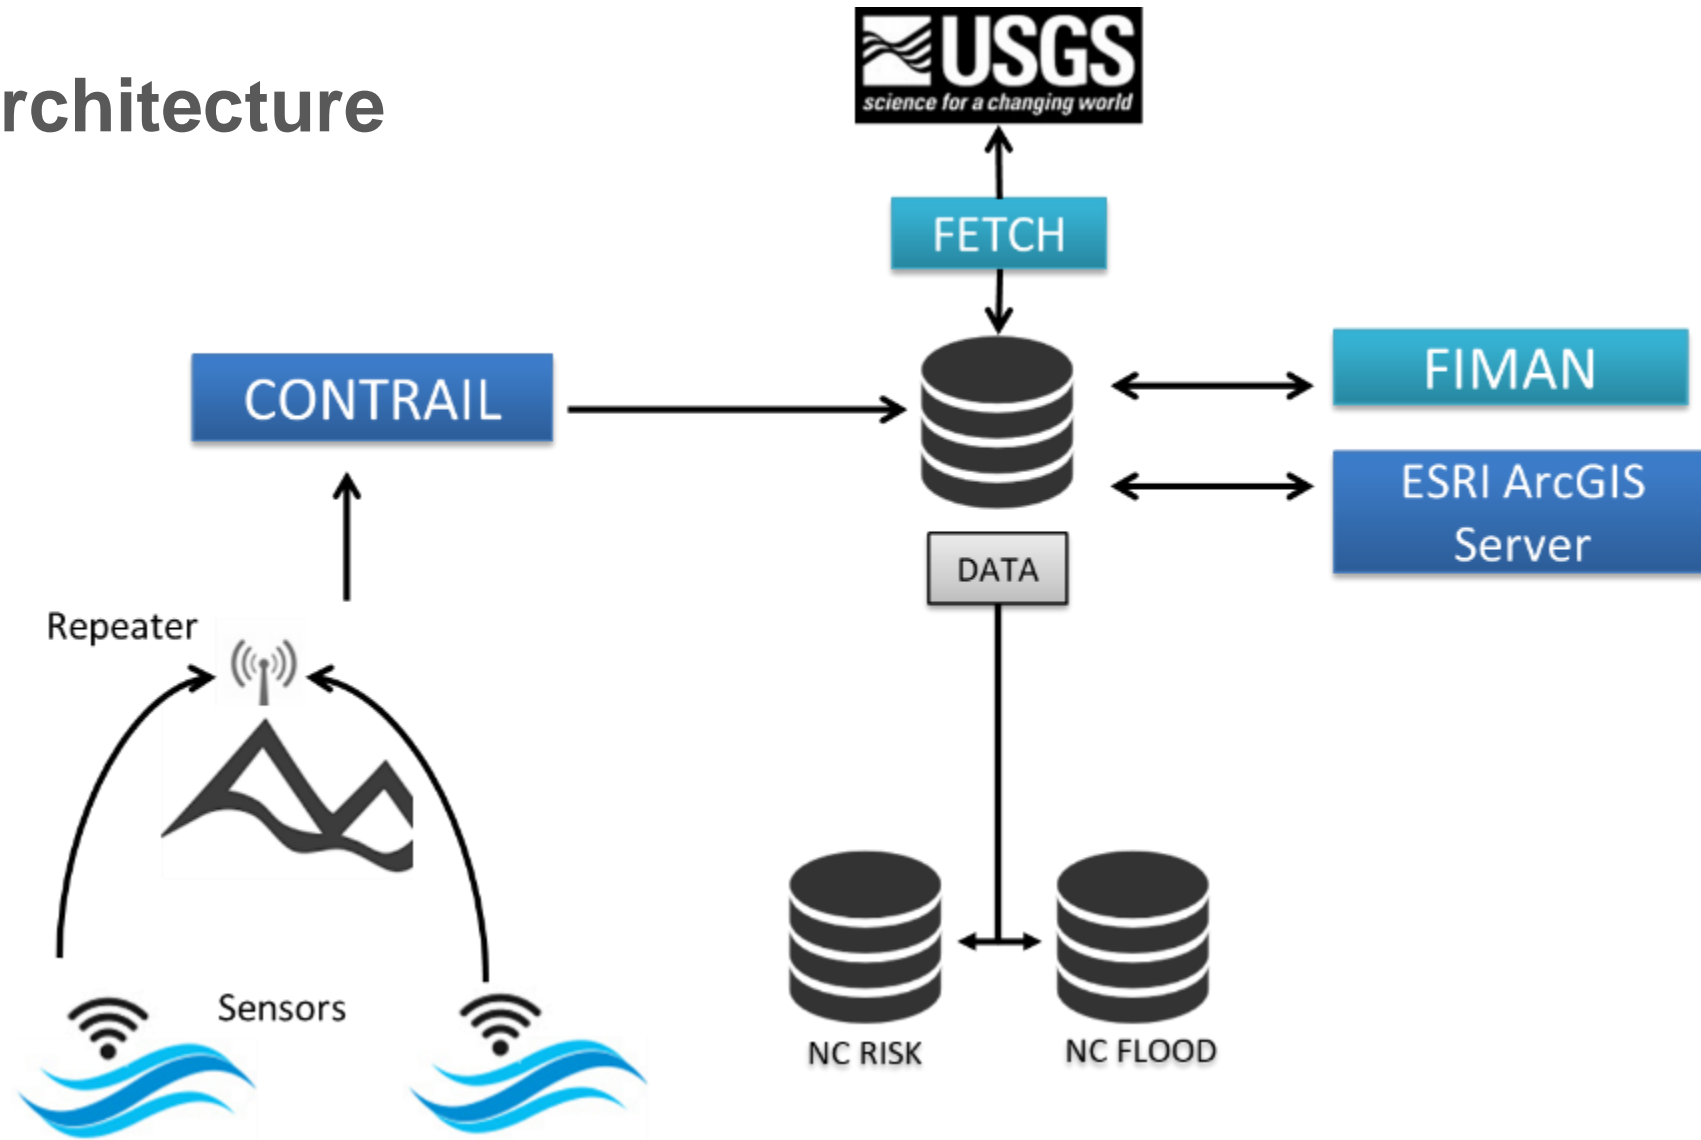 rchitecture
USGS
science for a changing world
FETCH
CONTRAIL
FIMAN
ESRI ArcGIS
Server
DATA
Repeater
Sensors
NC RISK
NC FLOOD